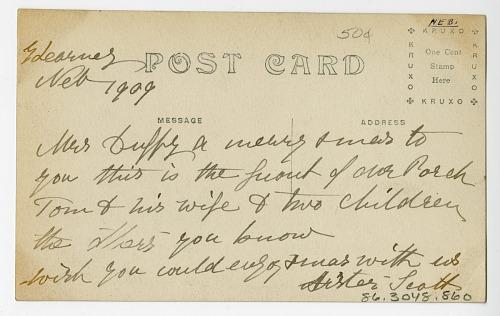 NEB.
50¢
KRUXO
KRUXO One Cent Stamp Here KRUXO
KRUXO
Kearney
Neb 1909
POST CARD
MESSAGE
ADDRESS
Mrs Duffy a merry xmas to
you this is the front of our Porch
Tom & his wife & two Children
the others you know
wish you could enjoy xmas with us
Sister Scott
86.3048.860